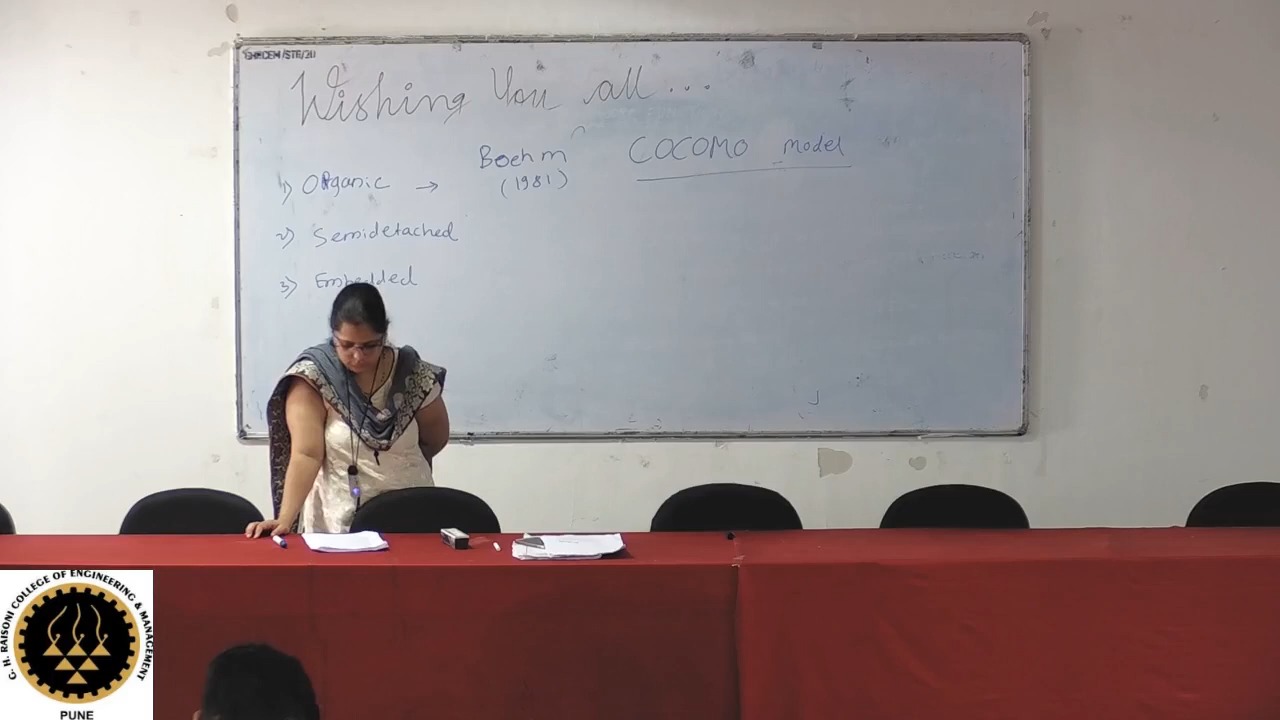 Wishing You all...
COCOMO model
Boehm
(1981)
1) Organic →
2) Semidetached
3) Embedded
G. H. RAISONI COLLEGE OF ENGINEERING & MANAGEMENT
PUNE